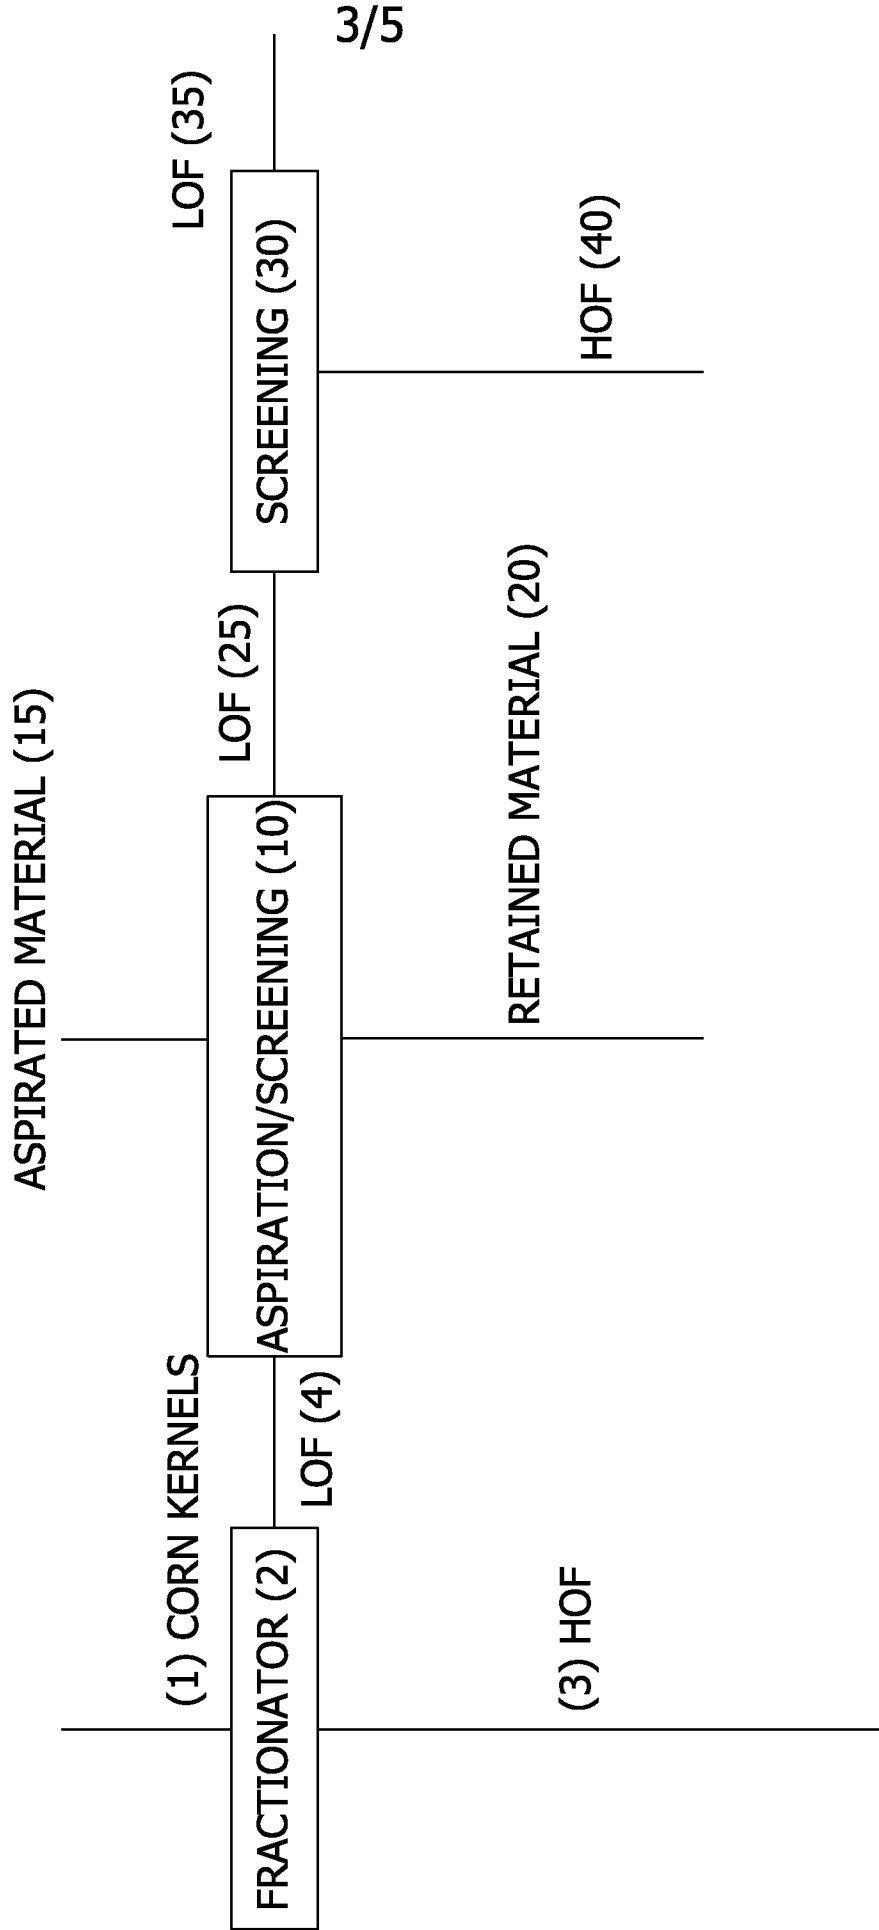 3/5
(1) CORN KERNELS
FRACTIONATOR (2)
(3) HOF
LOF (4)
ASPIRATED MATERIAL (15)
ASPIRATION/SCREENING (10)
RETAINED MATERIAL (20)
LOF (25)
SCREENING (30)
LOF (35)
HOF (40)